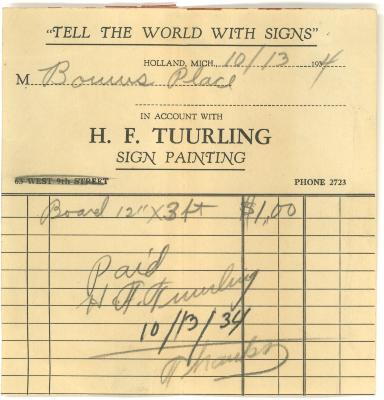 "TELL THE WORLD WITH SIGNS"
HOLLAND, MICH. 10/13 1934
M Bouws Place
IN ACCOUNT WITH
H. F. TUURLING
SIGN PAINTING
63 WEST 9th STREET PHONE 2723
Board 12" X 3 ft $1,00
Paid
H F. Tuurling
10/13/34
Thanks